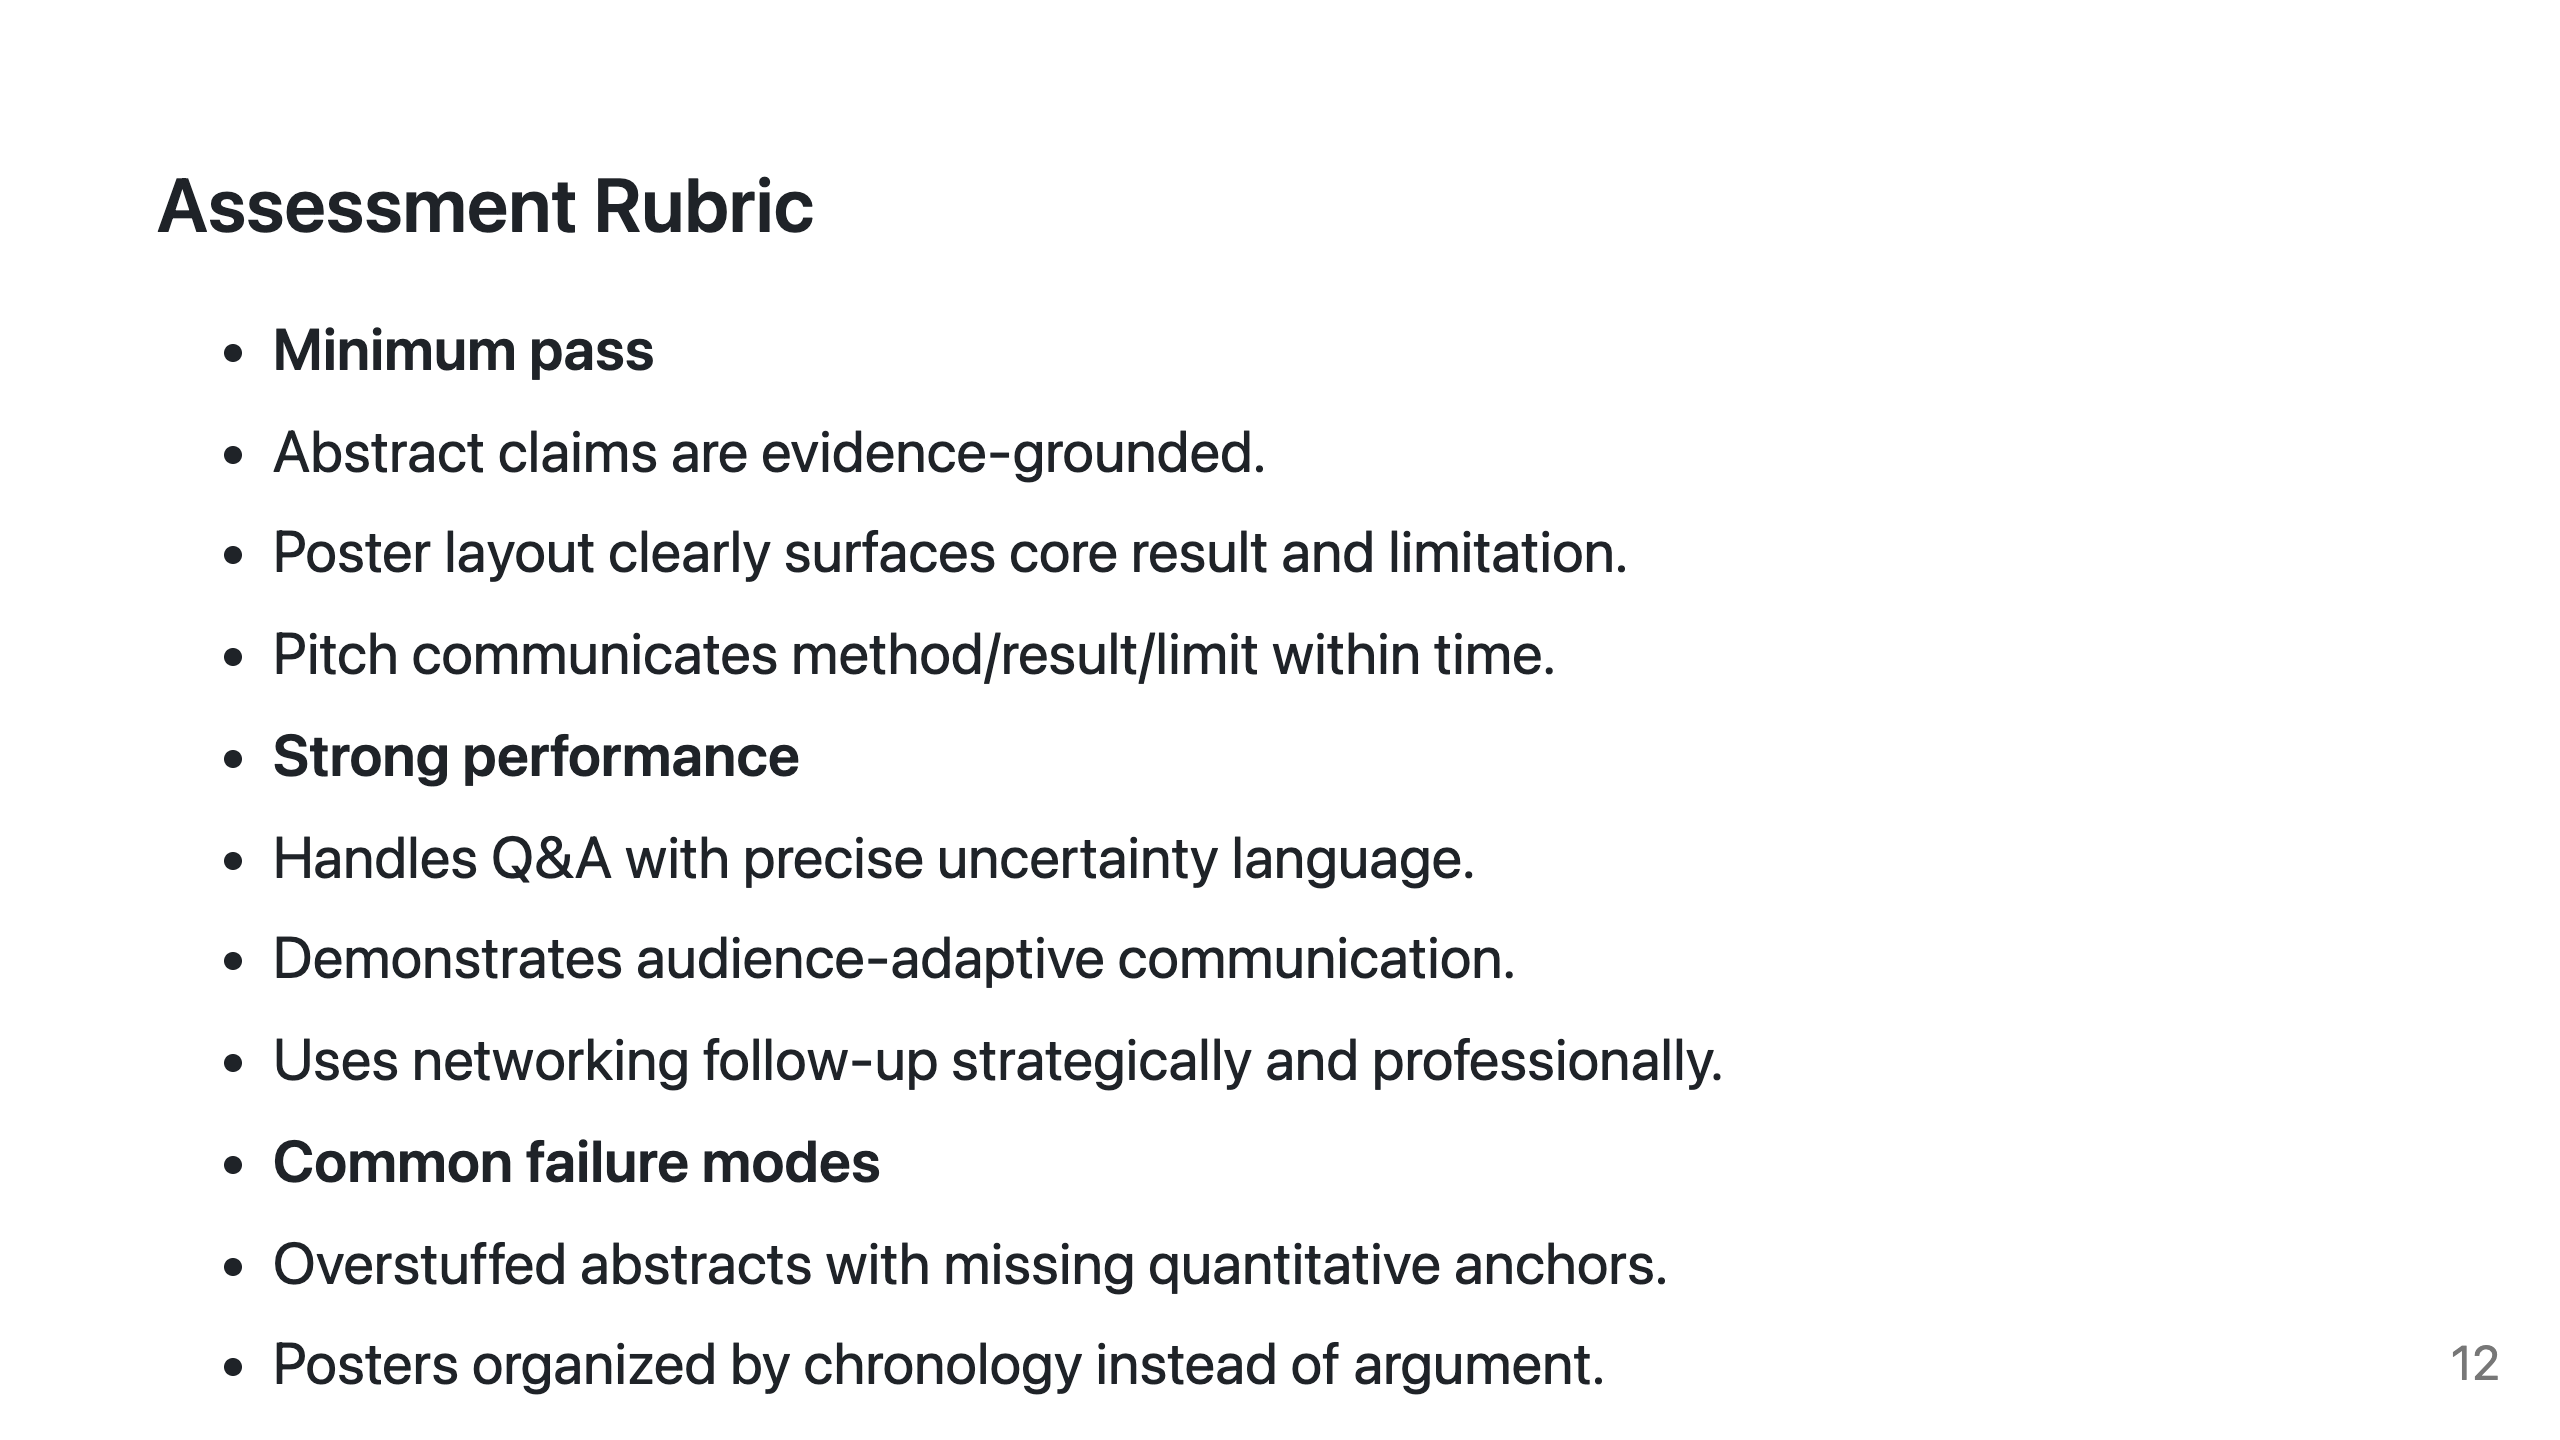 Assessment Rubric
• Minimum pass
• Abstract claims are evidence-grounded.
• Poster layout clearly surfaces core result and limitation.
• Pitch communicates method/result/limit within time.
• Strong performance
• Handles Q&A with precise uncertainty language.
• Demonstrates audience-adaptive communication.
• Uses networking follow-up strategically and professionally.
• Common failure modes
• Overstuffed abstracts with missing quantitative anchors.
• Posters organized by chronology instead of argument.
12